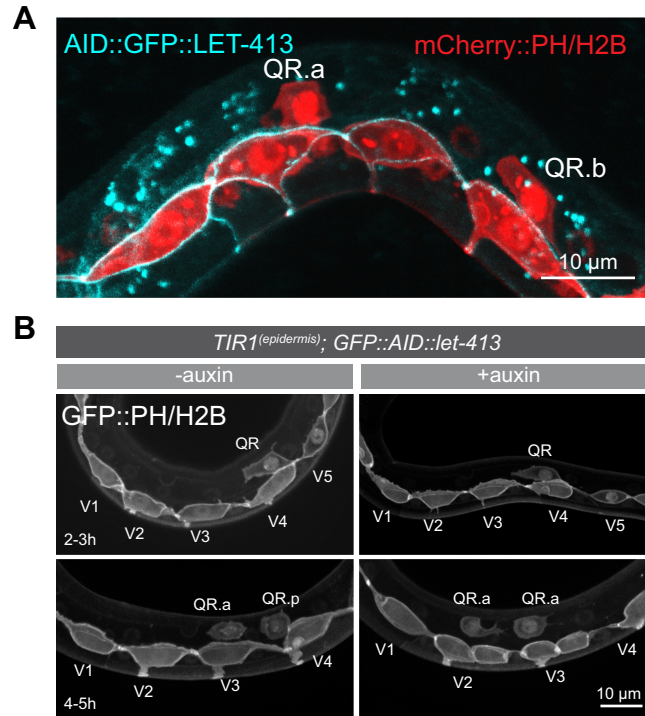 A
AID::GFP::LET-413
mCherry::PH/H2B
QR.a
QR.b
10 µm
B
TIR1(epidermis); GFP::AID::let-413
-auxin
+auxin
GFP::PH/H2B
QR
V5
V1
V2
V3
V4
2-3h
QR
V1
V2
V3
V4
V5
QR.a
QR.p
V1
V2
V3
V4
4-5h
QR.a
QR.a
V1
V2
V3
V4
10 µm